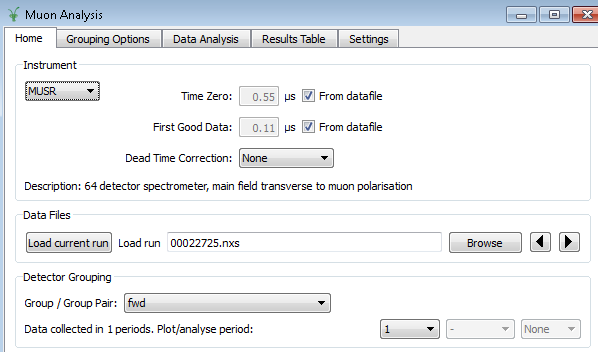 Muon Analysis
Home Grouping Options Data Analysis Results Table Settings
Instrument
MUSR Time Zero: 0.55 µs From datafile
First Good Data: 0.11 µs From datafile
Dead Time Correction: None
Description: 64 detector spectrometer, main field transverse to muon polarisation
Data Files
Load current run Load run 00022725.nxs Browse
Detector Grouping
Group / Group Pair: fwd
Data collected in 1 periods. Plot/analyse period: 1 - None